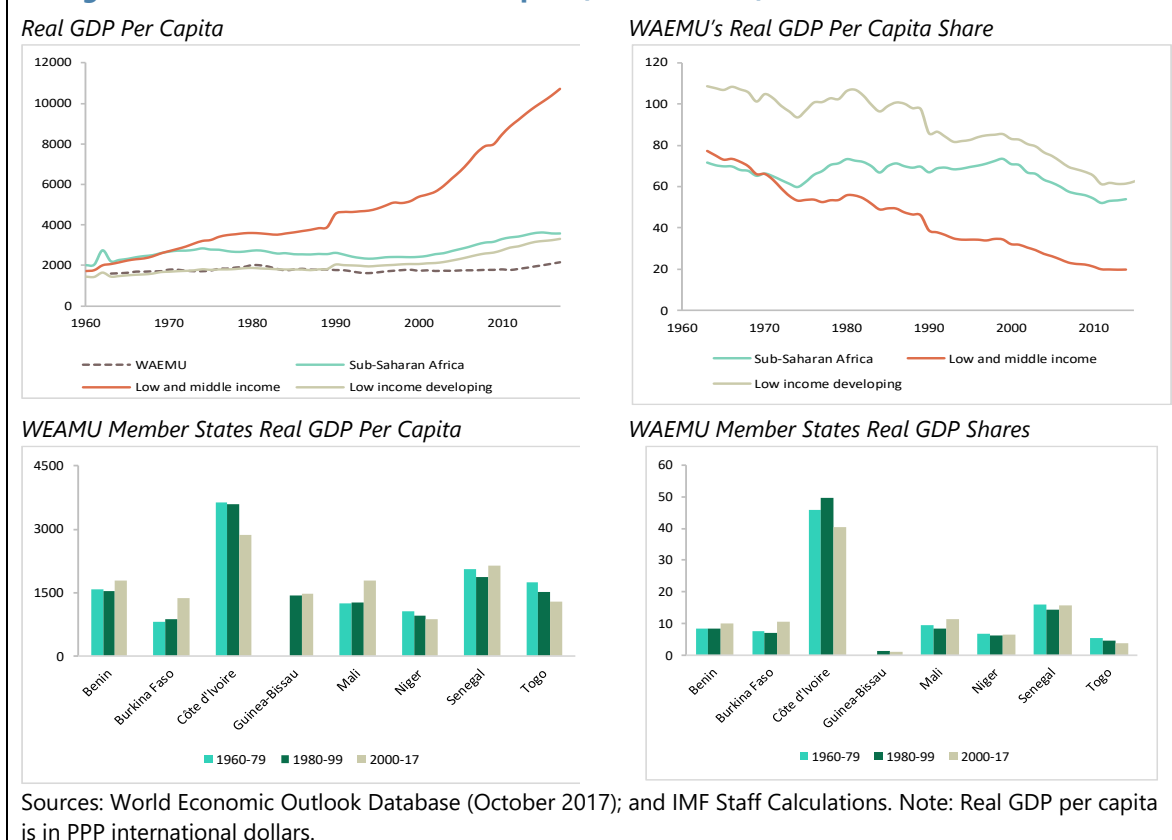 Real GDP Per Capita
12000
10000
8000
6000
4000
2000
0
1960 1970 1980 1990 2000 2010
WAEMU Sub-Saharan Africa
Low and middle income Low income developing
WAEMU's Real GDP Per Capita Share
120
100
80
60
40
20
0
1960 1970 1980 1990 2000 2010
Sub-Saharan Africa Low and middle income
Low income developing
WEAMU Member States Real GDP Per Capita
4500
3000
1500
0
Benin Burkina Faso Côte d'Ivoire Guinea-Bissau Mali Niger Senegal Togo
1960-79 1980-99 2000-17
WAEMU Member States Real GDP Shares
60
50
40
30
20
10
0
Benin Burkina Faso Côte d'Ivoire Guinea-Bissau Mali Niger Senegal Togo
1960-79 1980-99 2000-17
Sources: World Economic Outlook Database (October 2017); and IMF Staff Calculations. Note: Real GDP per capita
is in PPP international dollars.